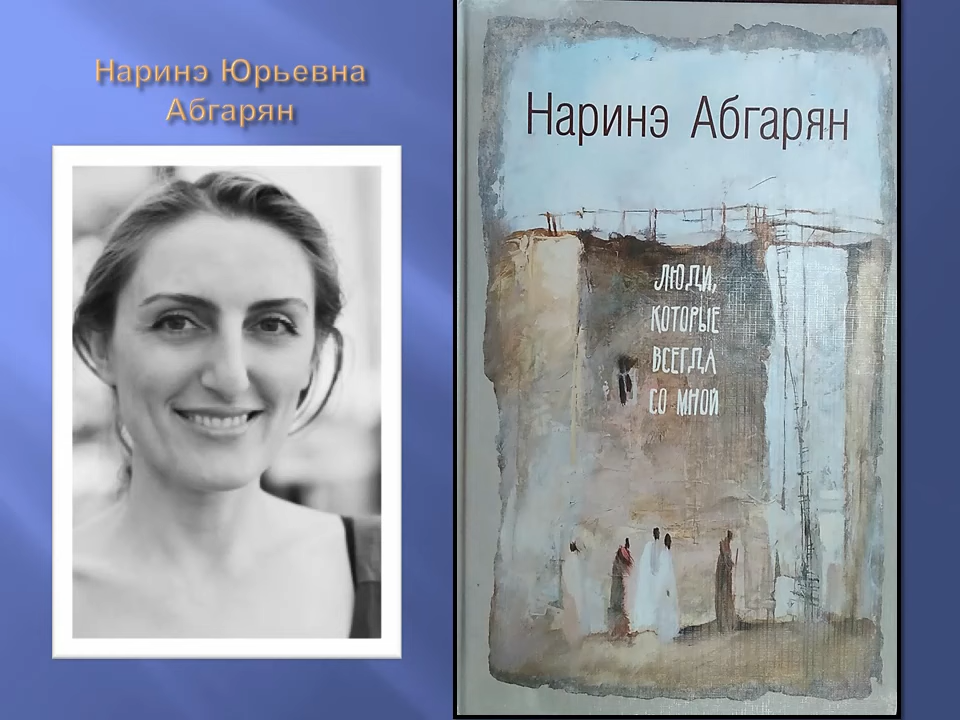 Наринэ Юрьевна
Абгарян
Наринэ Абгарян
ЛЮДИ,
КОТОРЫЕ
ВСЕГДА
СО МНОЙ